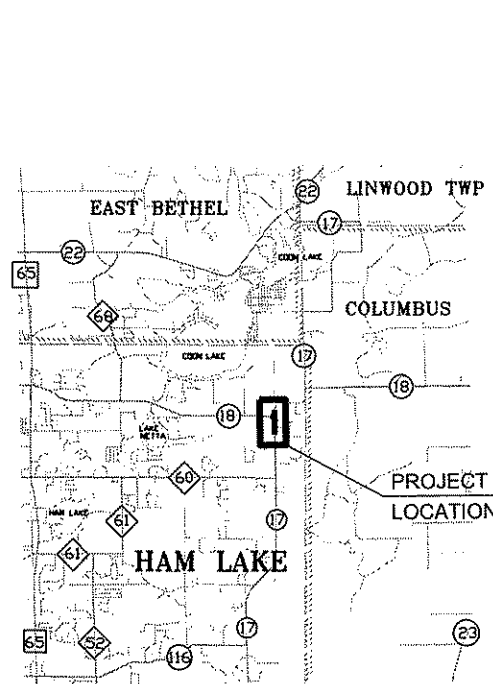 22
LINWOOD TWP
EAST BETHEL
17
22
COON LAKE
65
68
COLUMBUS
17
COON LAKE
18
18
1
LAKE
NETTA
60
PROJECT
LOCATION
HAM LAKE
61
17
61
HAM LAKE
65
52
17
23
116